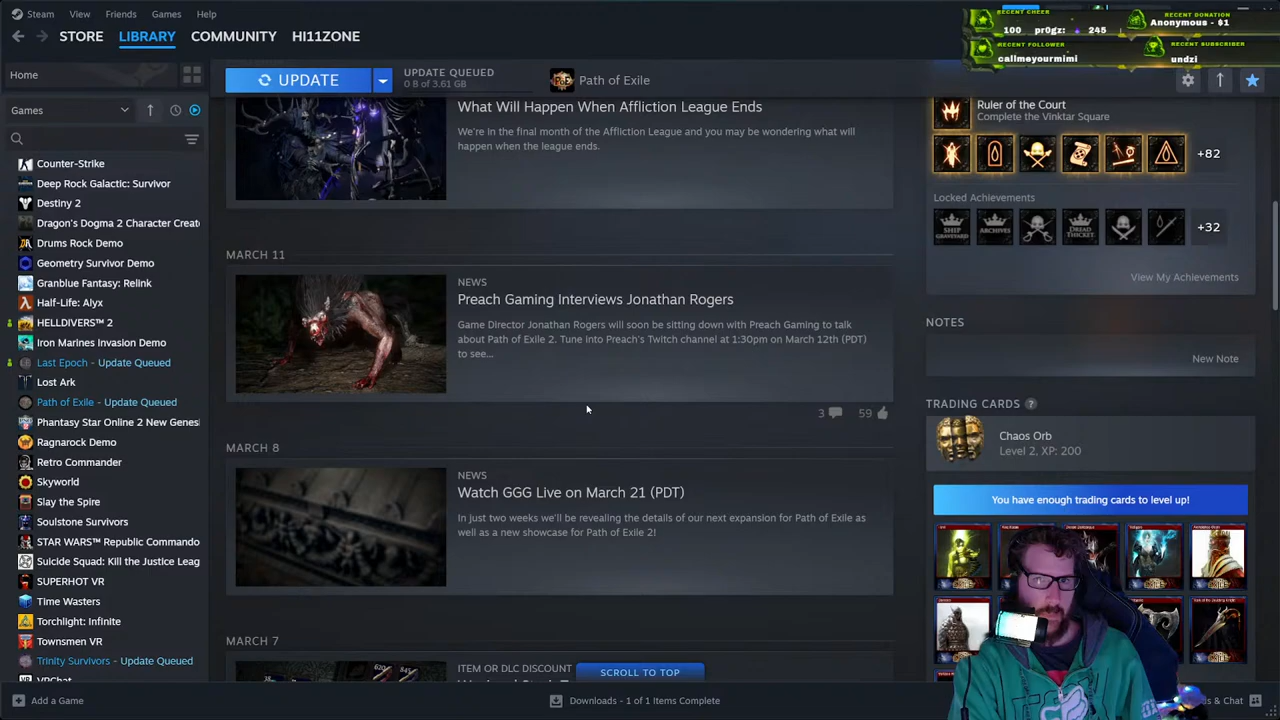 Steam View Friends Games Help
STORE LIBRARY COMMUNITY HI11ZONE
RECENT CHEER
100 pr0gz: 245
RECENT DONATION
Anonymous - $1
RECENT FOLLOWER
callmeyourmimi
RECENT SUBSCRIBER
undzi
Home
Games
Counter-Strike
Deep Rock Galactic: Survivor
Destiny 2
Dragon's Dogma 2 Character Creato
Drums Rock Demo
Geometry Survivor Demo
Granblue Fantasy: Relink
Half-Life: Alyx
HELLDIVERS™ 2
Iron Marines Invasion Demo
Last Epoch - Update Queued
Lost Ark
Path of Exile - Update Queued
Phantasy Star Online 2 New Genesi
Ragnarock Demo
Retro Commander
Skyworld
Slay the Spire
Soulstone Survivors
STAR WARS™ Republic Commando
Suicide Squad: Kill the Justice Leag
SUPERHOT VR
Time Wasters
Torchlight: Infinite
Townsmen VR
Trinity Survivors - Update Queued
VRChat
Add a Game
UPDATE
UPDATE QUEUED
0 B of 3.61 GB
Path of Exile
What Will Happen When Affliction League Ends
We're in the final month of the Affliction League and you may be wondering what will
happen when the league ends.
MARCH 11
NEWS
Preach Gaming Interviews Jonathan Rogers
Game Director Jonathan Rogers will soon be sitting down with Preach Gaming to talk
about Path of Exile 2. Tune into Preach's Twitch channel at 1:30pm on March 12th (PDT)
to see...
3 59
MARCH 8
NEWS
Watch GGG Live on March 21 (PDT)
In just two weeks we'll be revealing the details of our next expansion for Path of Exile as
well as a new showcase for Path of Exile 2!
MARCH 7
ITEM OR DLC DISCOUNT
SCROLL TO TOP
Downloads - 1 of 1 Items Complete
Ruler of the Court
Complete the Vinktar Square
+82
Locked Achievements
SHIP
GRAVEYARD
ARCHIVES
DREAD
THICKET
+32
View My Achievements
NOTES
New Note
TRADING CARDS ?
Chaos Orb
Level 2, XP: 200
You have enough trading cards to level up!
s & Chat